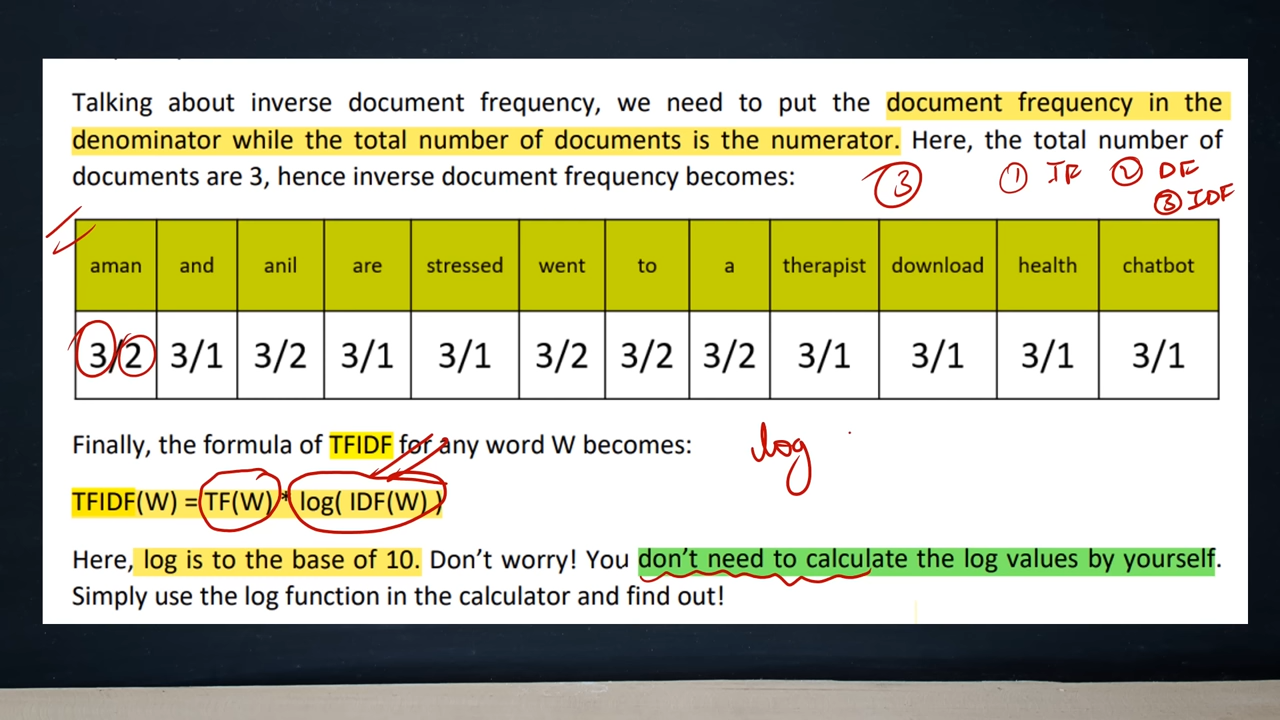 Talking about inverse document frequency, we need to put the document frequency in the
denominator while the total number of documents is the numerator. Here, the total number of
documents are 3, hence inverse document frequency becomes:
3
1 TF 2 DF
3 IDF
aman and anil are stressed went to a therapist download health chatbot
3/2 3/1 3/2 3/1 3/1 3/2 3/2 3/2 3/1 3/1 3/1 3/1
Finally, the formula of TFIDF for any word W becomes:
log
TFIDF(W) = TF(W) * log( IDF(W) )
Here, log is to the base of 10. Don’t worry! You don’t need to calculate the log values by yourself.
Simply use the log function in the calculator and find out!